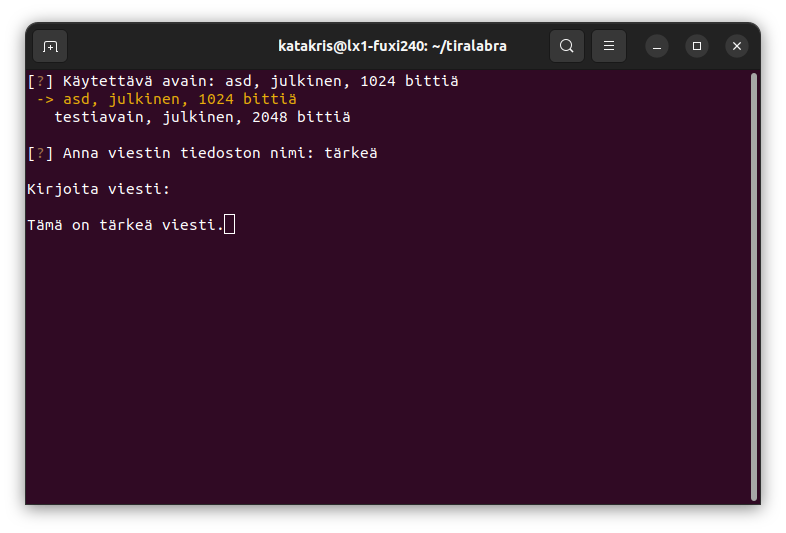 katakris@lx1-fuxi240: ~/tiralabra
[?] Käytettävä avain: asd, julkinen, 1024 bittiä
-> asd, julkinen, 1024 bittiä
testiavain, julkinen, 2048 bittiä
[?] Anna viestin tiedoston nimi: tärkeä
Kirjoita viesti:
Tämä on tärkeä viesti.